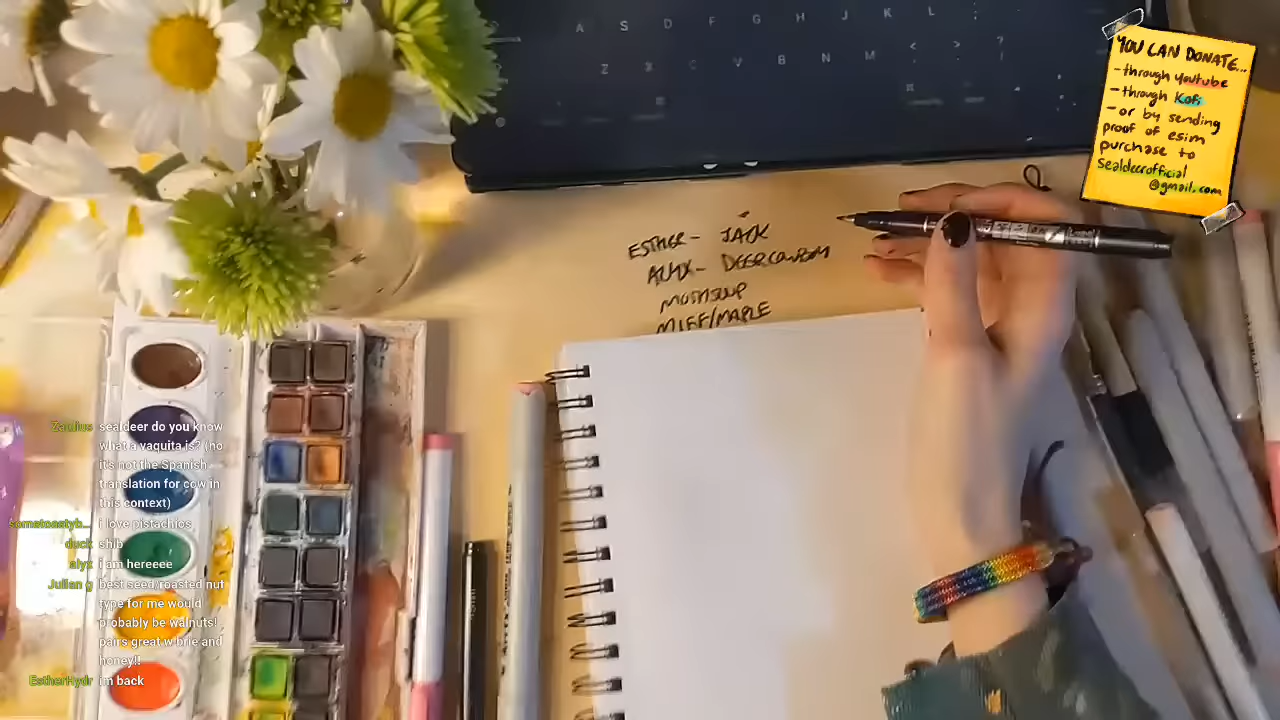 A S D F G H J K L ;
Z X C V B N M < > ?
YOU CAN DONATE...
-through Youtube
-through Kofi
-or by sending
proof of esim
purchase to
Sealdeerofficial
@gmail.com
ESTHER- JACK
MOTHSOUP
MIFF/MAPLE
Zaulius sealdeer do you know
what a vaquita is? (no
it's not the Spanish
translation for cow in
this context)
sometoastyb... i love pistachios
duck shib
alyx i am hereeee
Julian g best seed/roasted nut
type for me would
probably be walnuts!
pairs great w brie and
honey!!
EstherHydr im back